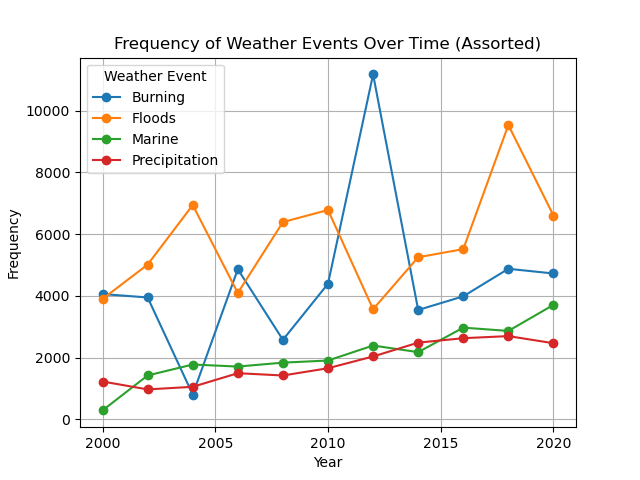 Frequency of Weather Events Over Time (Assorted)
Weather Event
Burning
Floods
Marine
Precipitation
Frequency
10000
8000
6000
4000
2000
0
2000 2005 2010 2015 2020
Year